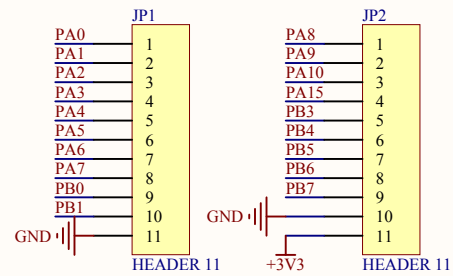 JP1
PA0 1
PA1 2
PA2 3
PA3 4
PA4 5
PA5 6
PA6 7
PA7 8
PB0 9
PB1 10
GND 11
HEADER 11
JP2
PA8 1
PA9 2
PA10 3
PA15 4
PB3 5
PB4 6
PB5 7
PB6 8
PB7 9
GND 10
11
+3V3
HEADER 11